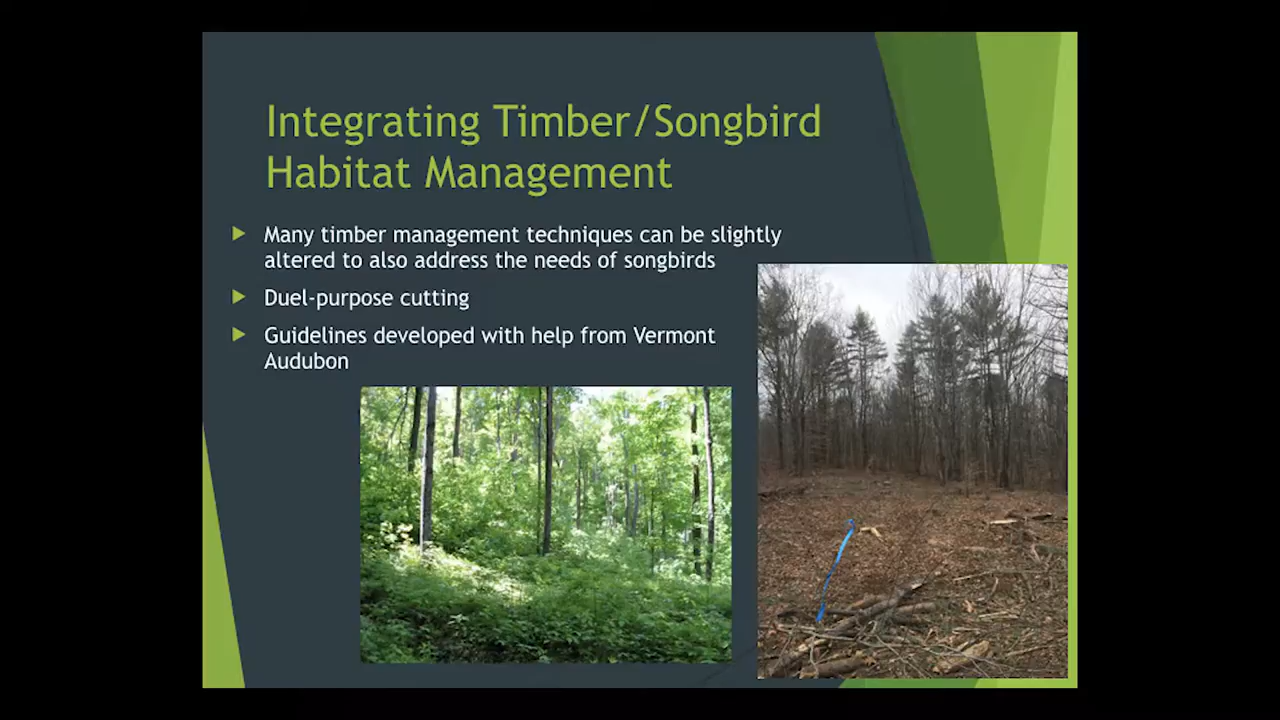 Integrating Timber/Songbird
Habitat Management
Many timber management techniques can be slightly
altered to also address the needs of songbirds
Duel-purpose cutting
Guidelines developed with help from Vermont
Audubon